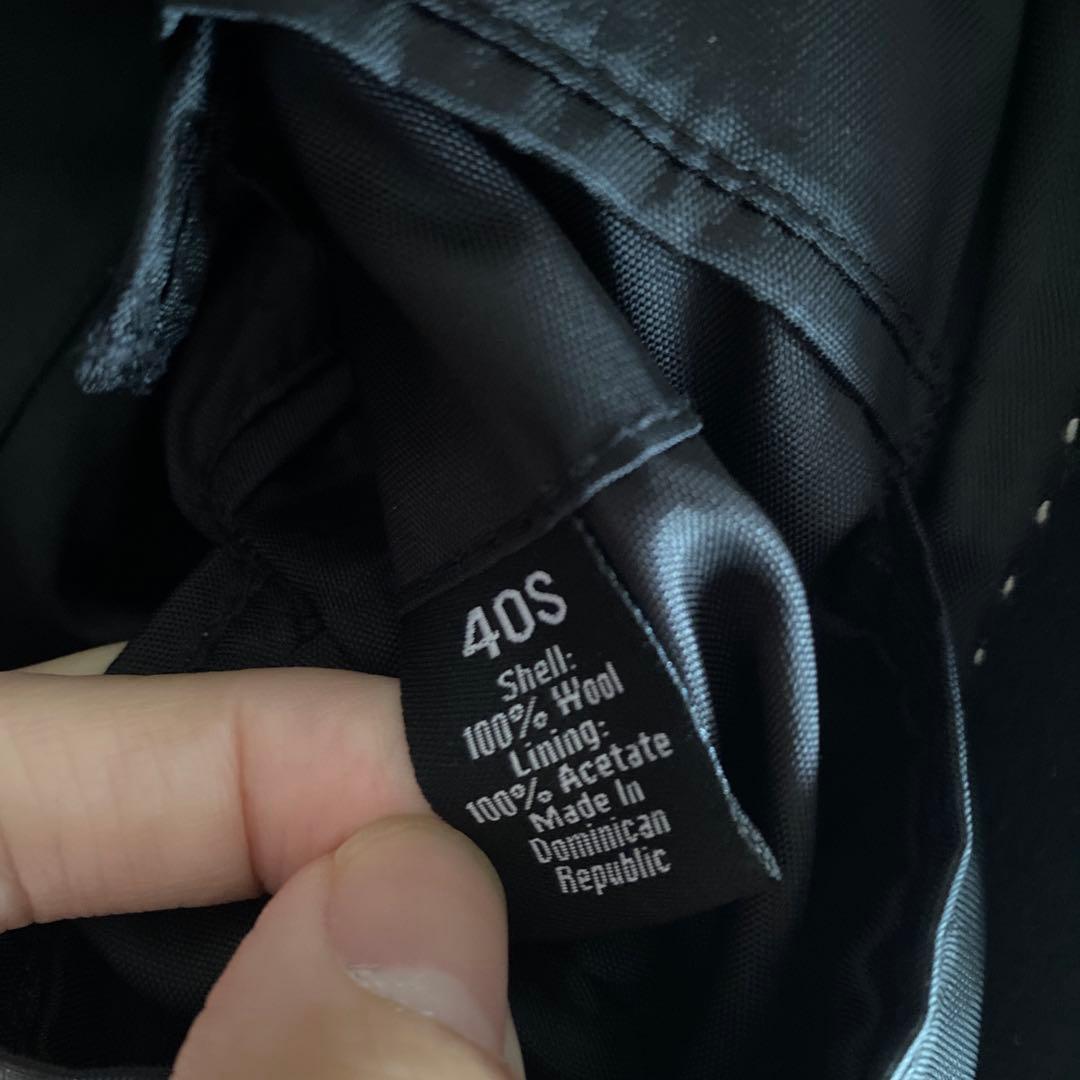 40S
Shell:
100% Wool
Lining:
100% Acetate
Made In
Dominican
Republic